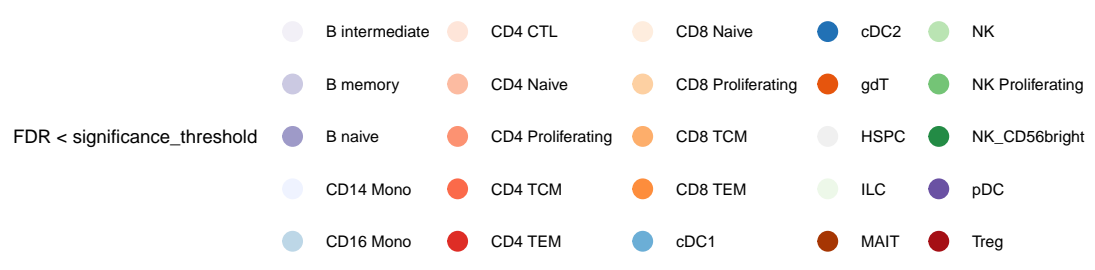 FDR < significance_threshold
B intermediate
B memory
B naive
CD14 Mono
CD16 Mono
CD4 CTL
CD4 Naive
CD4 Proliferating
CD4 TCM
CD4 TEM
CD8 Naive
CD8 Proliferating
CD8 TCM
CD8 TEM
cDC1
cDC2
gdT
HSPC
ILC
MAIT
NK
NK Proliferating
NK_CD56bright
pDC
Treg